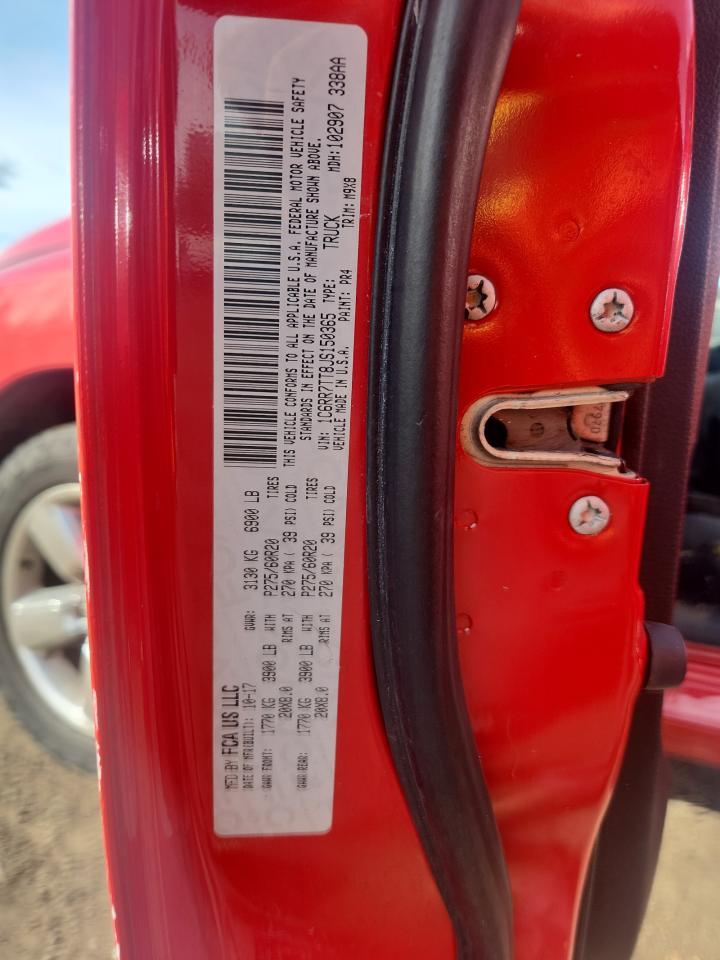 MFD BY FCA US LLC
DATE OF MFR(BUILT): 10-17 GVWR: 3130 KG 6900 LB
GAWR FRONT: 1770 KG 3900 LB WITH P275/60R20 TIRES
20X8.0 RIMS AT 270 KPA ( 39 PSI) COLD
GAWR REAR: 1770 KG 3900 LB WITH P275/60R20 TIRES
20X8.0 RIMS AT 270 KPA ( 39 PSI) COLD
THIS VEHICLE CONFORMS TO ALL APPLICABLE U.S.A. FEDERAL MOTOR VEHICLE SAFETY
STANDARDS IN EFFECT ON THE DATE OF MANUFACTURE SHOWN ABOVE.
VIN: 1C6RR7TT8JS150365 TYPE: TRUCK MDH:102907 338AA
VEHICLE MADE IN U.S.A. PAINT: PR4 TRIM: M9X8